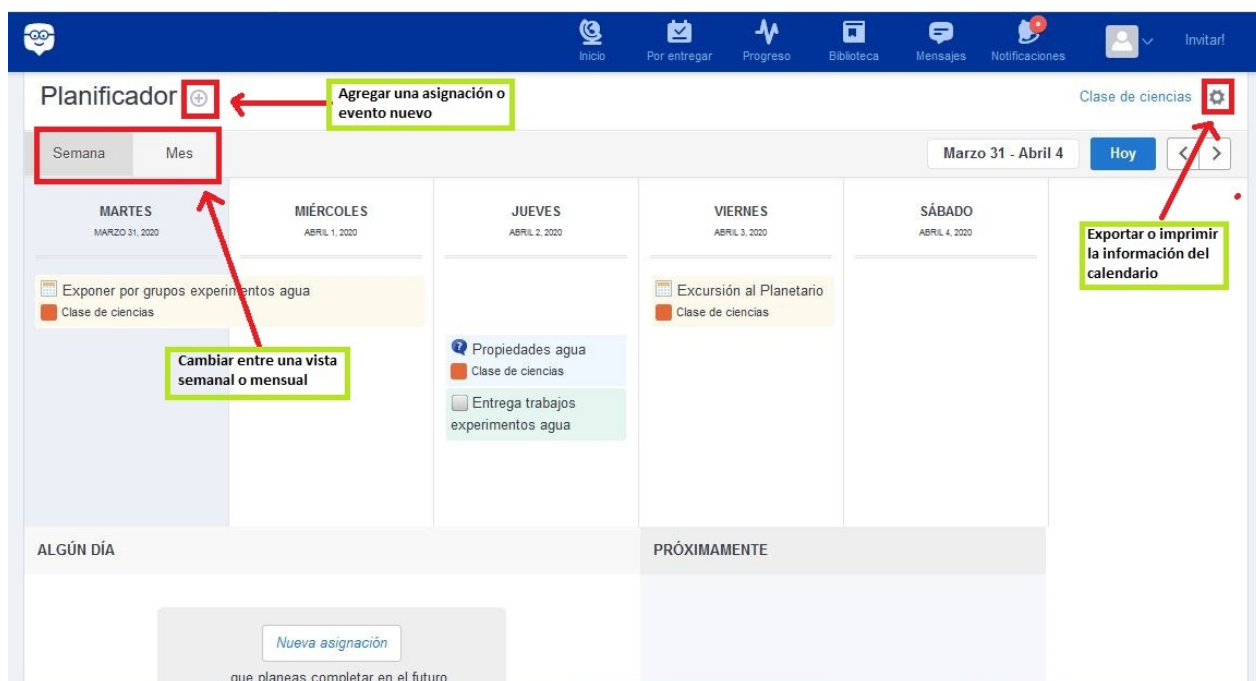 Inicio
Por entregar
Progreso
Biblioteca
Mensajes
Notificaciones
Invitar!
Planificador
Agregar una asignación o
evento nuevo
Clase de ciencias
Semana
Mes
Marzo 31 - Abril 4
Hoy
MARTES
MARZO 31, 2020
MIÉRCOLES
ABRIL 1, 2020
JUEVES
ABRIL 2, 2020
VIERNES
ABRIL 3, 2020
SÁBADO
ABRIL 4, 2020
Exportar o imprimir
la información del
calendario
Exponer por grupos experimentos agua
Clase de ciencias
Excursión al Planetario
Clase de ciencias
Cambiar entre una vista
semanal o mensual
Propiedades agua
Clase de ciencias
Entrega trabajos
experimentos agua
ALGÚN DÍA
PRÓXIMAMENTE
Nueva asignación
que planeas completar en el futuro